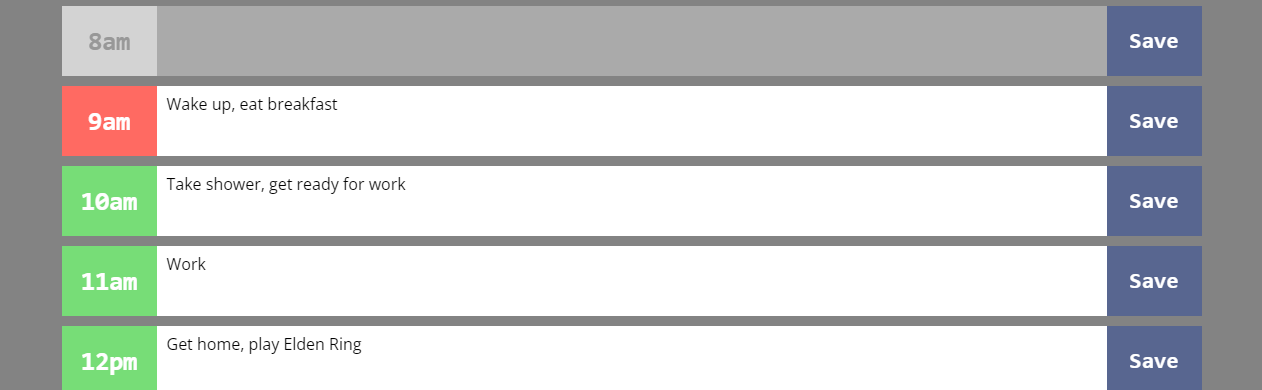 8am Save
9am Wake up, eat breakfast Save
10am Take shower, get ready for work Save
11am Work Save
12pm Get home, play Elden Ring Save